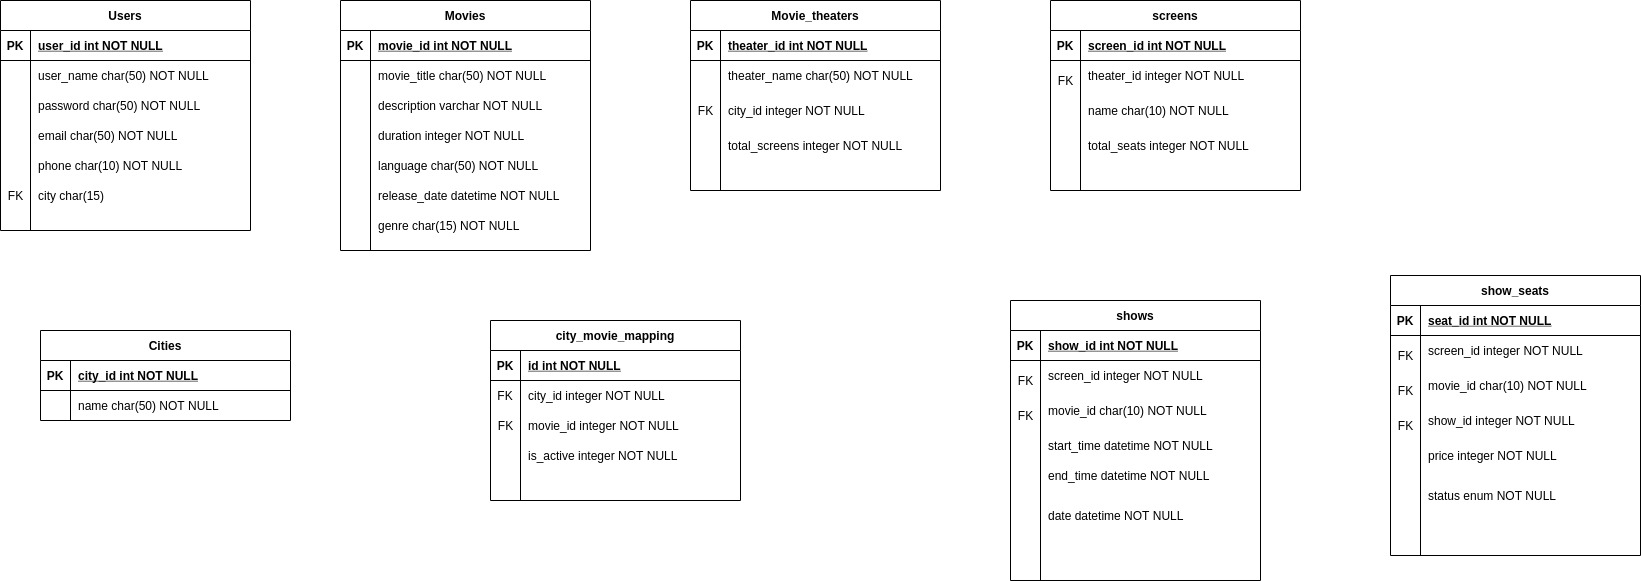 Users
PK user_id int NOT NULL
user_name char(50) NOT NULL
password char(50) NOT NULL
email char(50) NOT NULL
phone char(10) NOT NULL
FK city char(15)
Movies
PK movie_id int NOT NULL
movie_title char(50) NOT NULL
description varchar NOT NULL
duration integer NOT NULL
language char(50) NOT NULL
release_date datetime NOT NULL
genre char(15) NOT NULL
Movie_theaters
PK theater_id int NOT NULL
theater_name char(50) NOT NULL
FK city_id integer NOT NULL
total_screens integer NOT NULL
screens
PK screen_id int NOT NULL
FK theater_id integer NOT NULL
name char(10) NOT NULL
total_seats integer NOT NULL
Cities
PK city_id int NOT NULL
name char(50) NOT NULL
city_movie_mapping
PK id int NOT NULL
FK city_id integer NOT NULL
FK movie_id integer NOT NULL
is_active integer NOT NULL
shows
PK show_id int NOT NULL
FK screen_id integer NOT NULL
FK movie_id char(10) NOT NULL
start_time datetime NOT NULL
end_time datetime NOT NULL
date datetime NOT NULL
show_seats
PK seat_id int NOT NULL
FK screen_id integer NOT NULL
FK movie_id char(10) NOT NULL
FK show_id integer NOT NULL
price integer NOT NULL
status enum NOT NULL